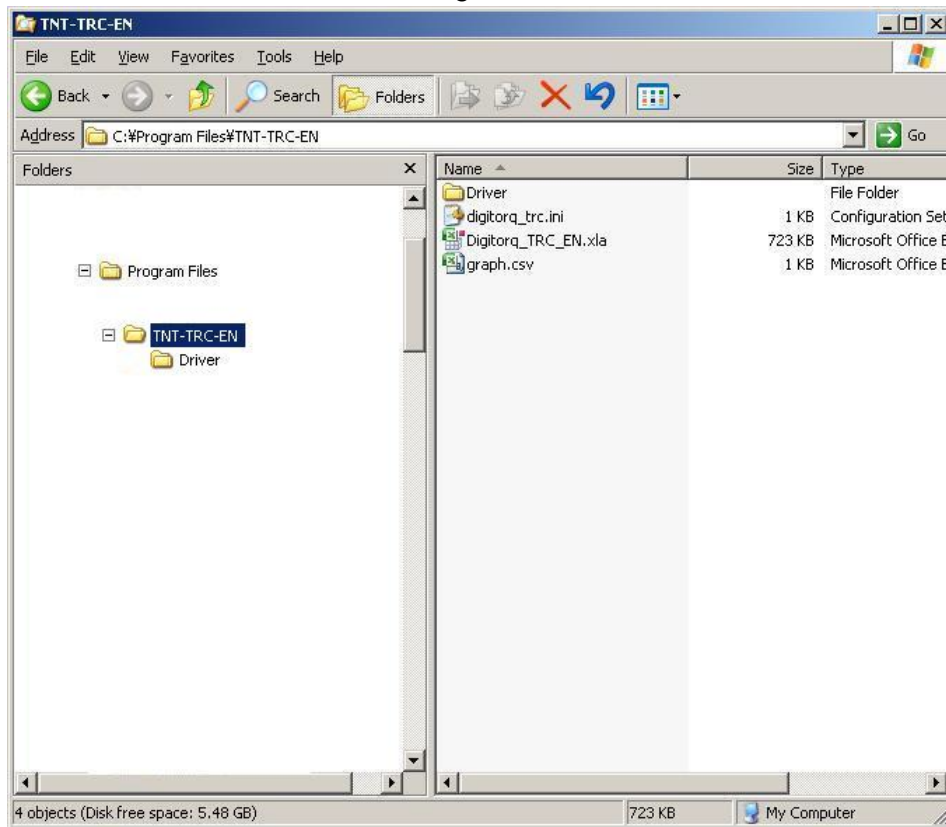 TNT-TRC-EN
File Edit View Favorites Tools Help
Back Search Folders
Address C:¥Program Files¥TNT-TRC-EN Go
Folders Name Size Type
Driver File Folder
digitorq_trc.ini 1 KB Configuration Set
Digitorq_TRC_EN.xla 723 KB Microsoft Office E
graph.csv 1 KB Microsoft Office E
Program Files
TNT-TRC-EN
Driver
4 objects (Disk free space: 5.48 GB) 723 KB My Computer